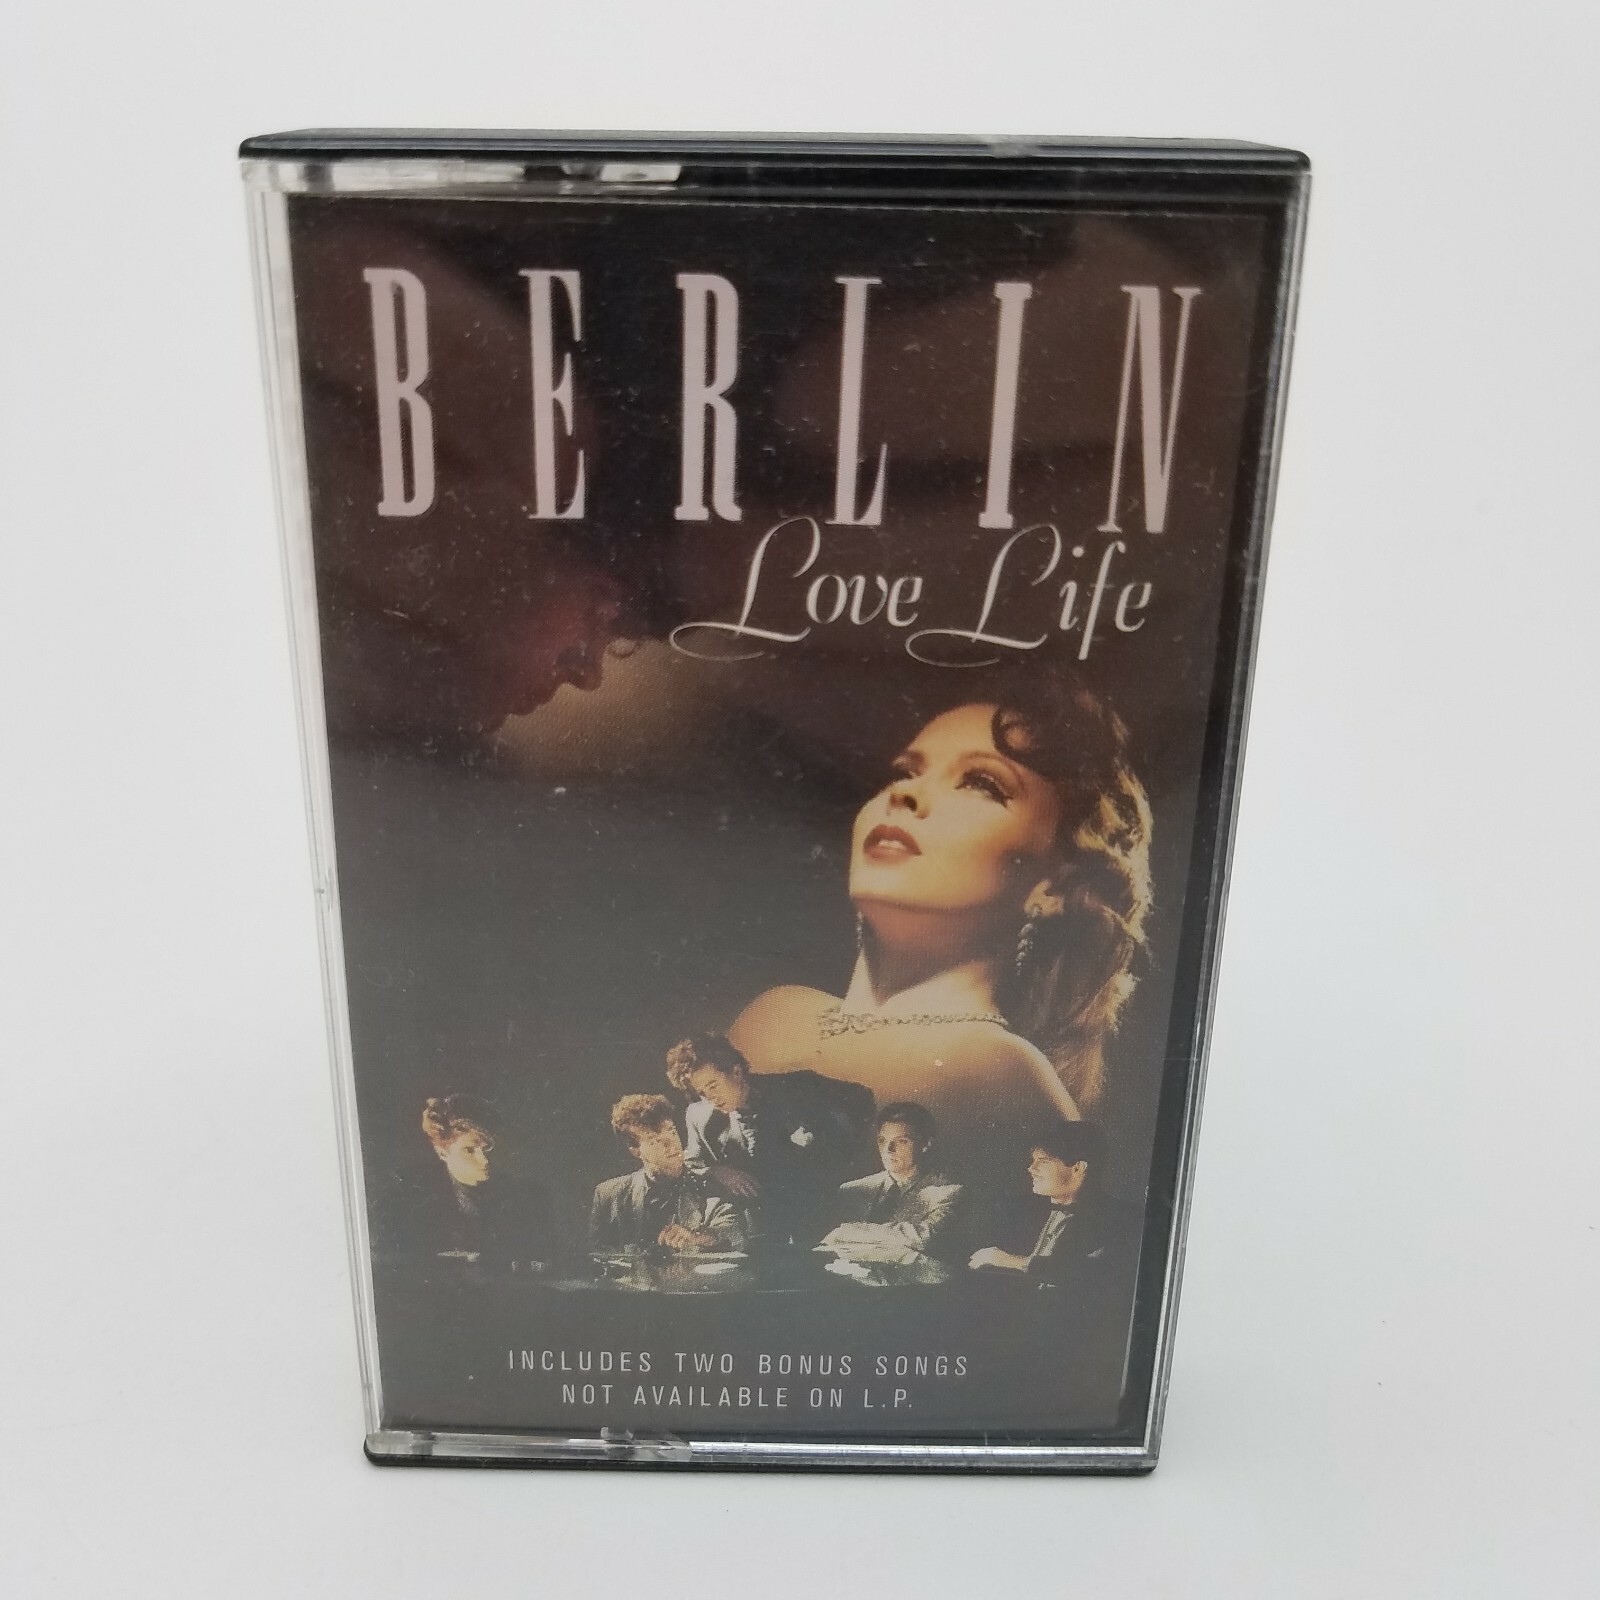 BERLIN
Love Life
INCLUDES TWO BONUS SONGS
NOT AVAILABLE ON L.P.